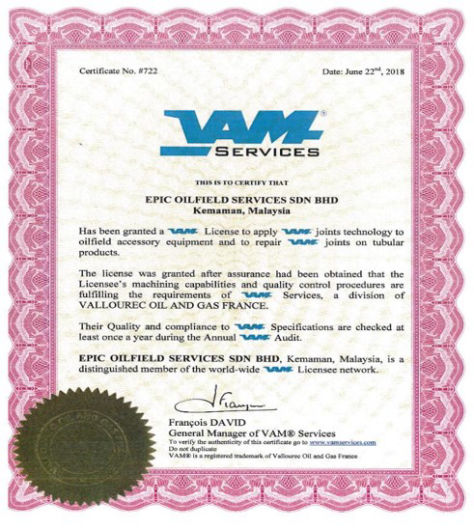 Certificate No. #722
Date: June 22nd, 2018
VAM®
SERVICES
THIS IS TO CERTIFY THAT
EPIC OILFIELD SERVICES SDN BHD
Kemaman, Malaysia
Has been granted a VAM® License to apply VAM® joints technology to
oilfield accessory equipment and to repair VAM® joints on tubular
products.
The license was granted after assurance had been obtained that the
Licensee's machining capabilities and quality control procedures are
fulfilling the requirements of VAM® Services, a division of
VALLOUREC OIL AND GAS FRANCE.
Their Quality and compliance to VAM® Specifications are checked at
least once a year during the Annual VAM® Audit.
EPIC OILFIELD SERVICES SDN BHD, Kemaman, Malaysia, is a
distinguished member of the world-wide VAM® Licensee network.
François DAVID
General Manager of VAM® Services
To verify the authenticity of this certificate go to www.vamservices.com
Do not duplicate
VAM® is a registered trademark of Vallourec Oil and Gas France